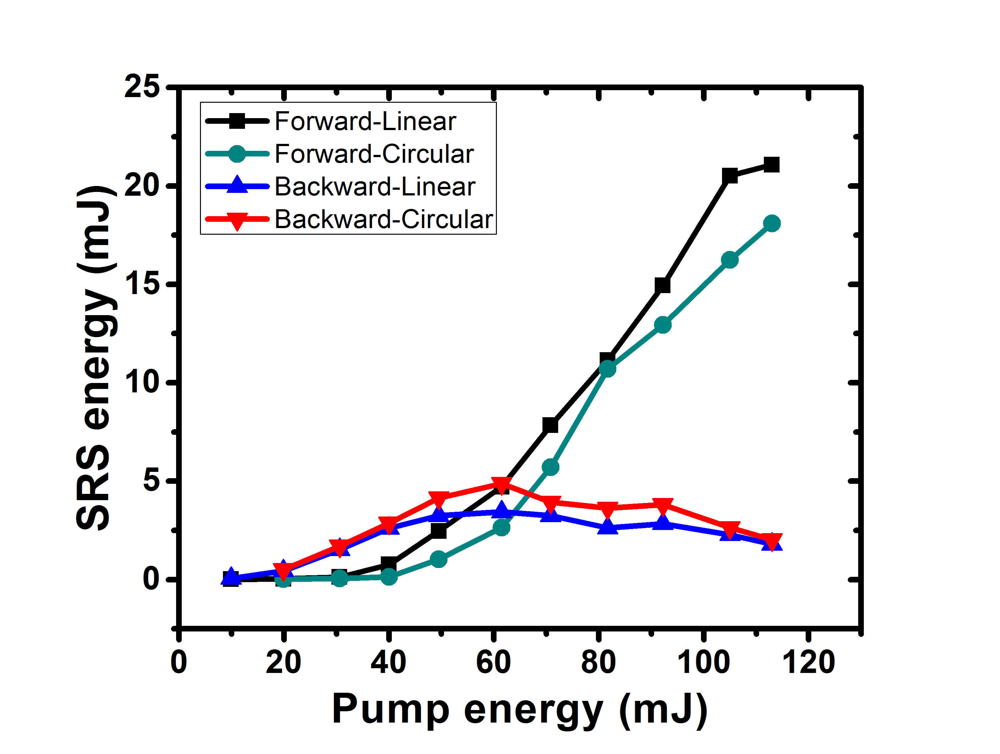 25
20
15
10
5
0
SRS energy (mJ)
Forward-Linear
Forward-Circular
Backward-Linear
Backward-Circular
0 20 40 60 80 100 120
Pump energy (mJ)